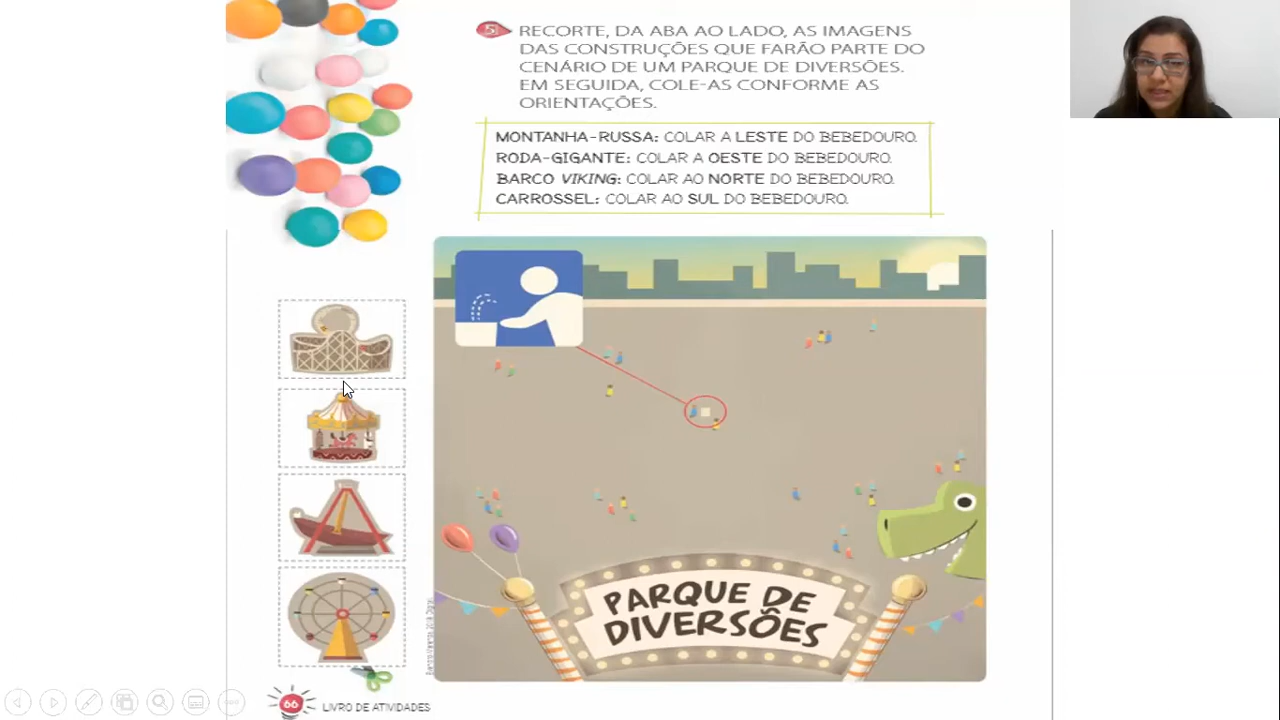 5 RECORTE, DA ABA AO LADO, AS IMAGENS
DAS CONSTRUÇÕES QUE FARÃO PARTE DO
CENÁRIO DE UM PARQUE DE DIVERSÕES.
EM SEGUIDA, COLE-AS CONFORME AS
ORIENTAÇÕES.
MONTANHA-RUSSA: COLAR A LESTE DO BEBEDOURO.
RODA-GIGANTE: COLAR A OESTE DO BEBEDOURO.
BARCO VIKING: COLAR AO NORTE DO BEBEDOURO.
CARROSSEL: COLAR AO SUL DO BEBEDOURO.
PARQUE DE
DIVERSÕES
66 LIVRO DE ATIVIDADES